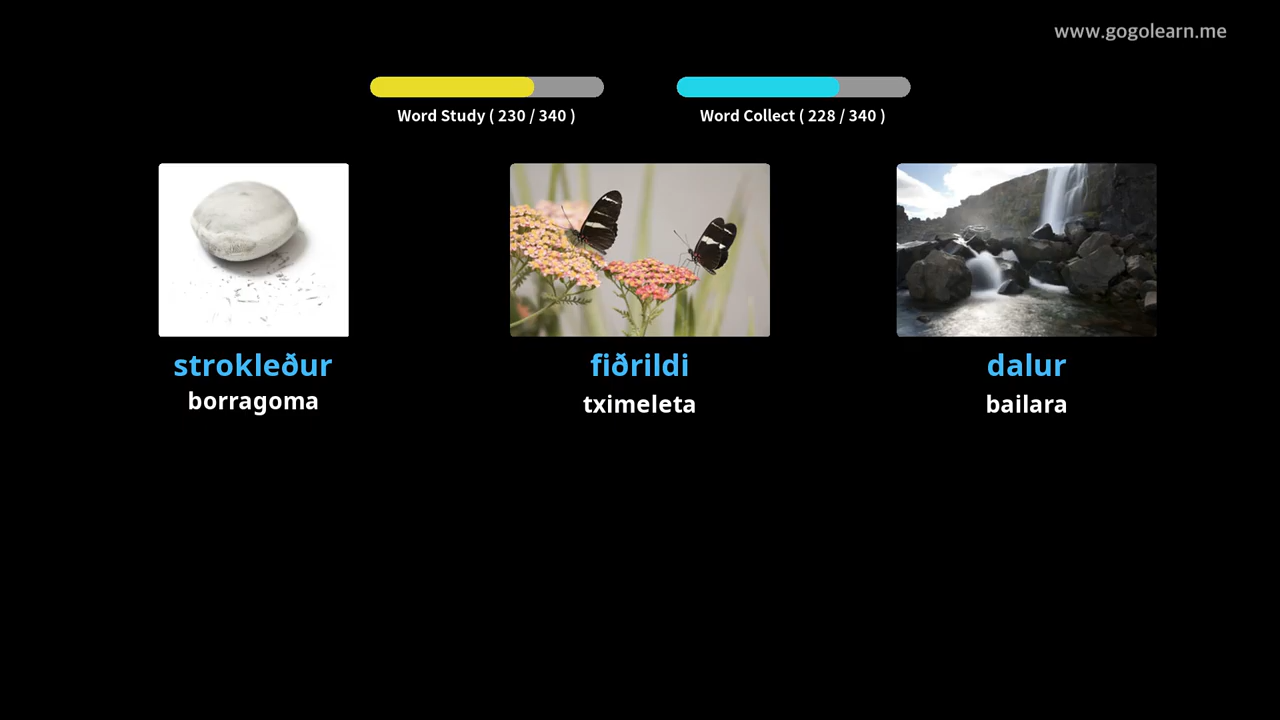 www.gogolearn.me
Word Study ( 230 / 340 )
Word Collect ( 228 / 340 )
strokleður
borragoma
fiðrildi
tximeleta
dalur
bailara